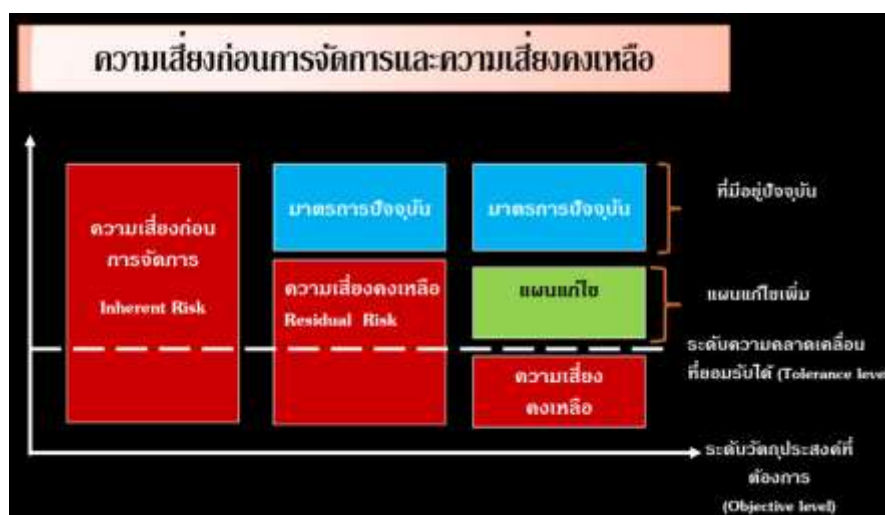 ความเสี่ยงก่อนการจัดการและความเสี่ยงคงเหลือ
ความเสี่ยงก่อน
การจัดการ
Inherent Risk
มาตรการปัจจุบัน
ความเสี่ยงคงเหลือ
Residual Risk
มาตรการปัจจุบัน
แผนแก้ไข
ความเสี่ยง
คงเหลือ
ที่มีอยู่ปัจจุบัน
แผนแก้ไขเพิ่ม
ระดับความคลาดเคลื่อน
ที่ยอมรับได้ (Tolerance leve
ระดับวัตถุประสงค์ที่
ต้องการ
(Objective level)